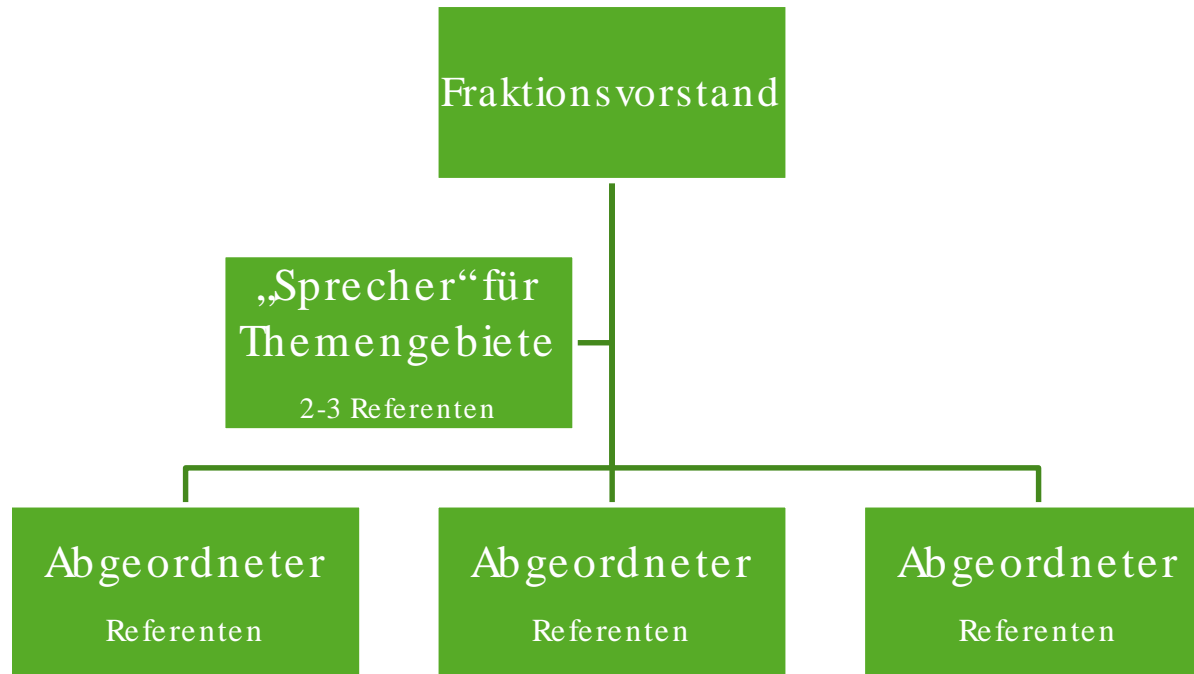 Fraktionsvorstand
„Sprecher“ für
Themengebiete
2-3 Referenten
Abgeordneter
Referenten
Abgeordneter
Referenten
Abgeordneter
Referenten